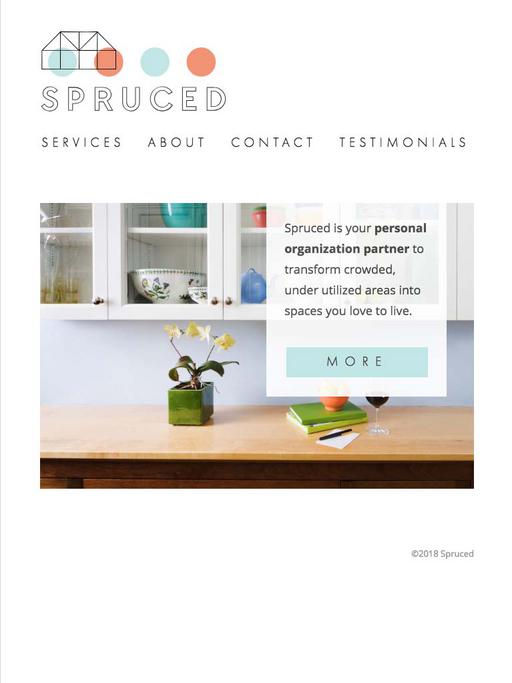 SPRUCED
SERVICES ABOUT CONTACT TESTIMONIALS
Spruced is your personal
organization partner to
transform crowded,
under utilized areas into
spaces you love to live.
MORE
©2018 Spruced